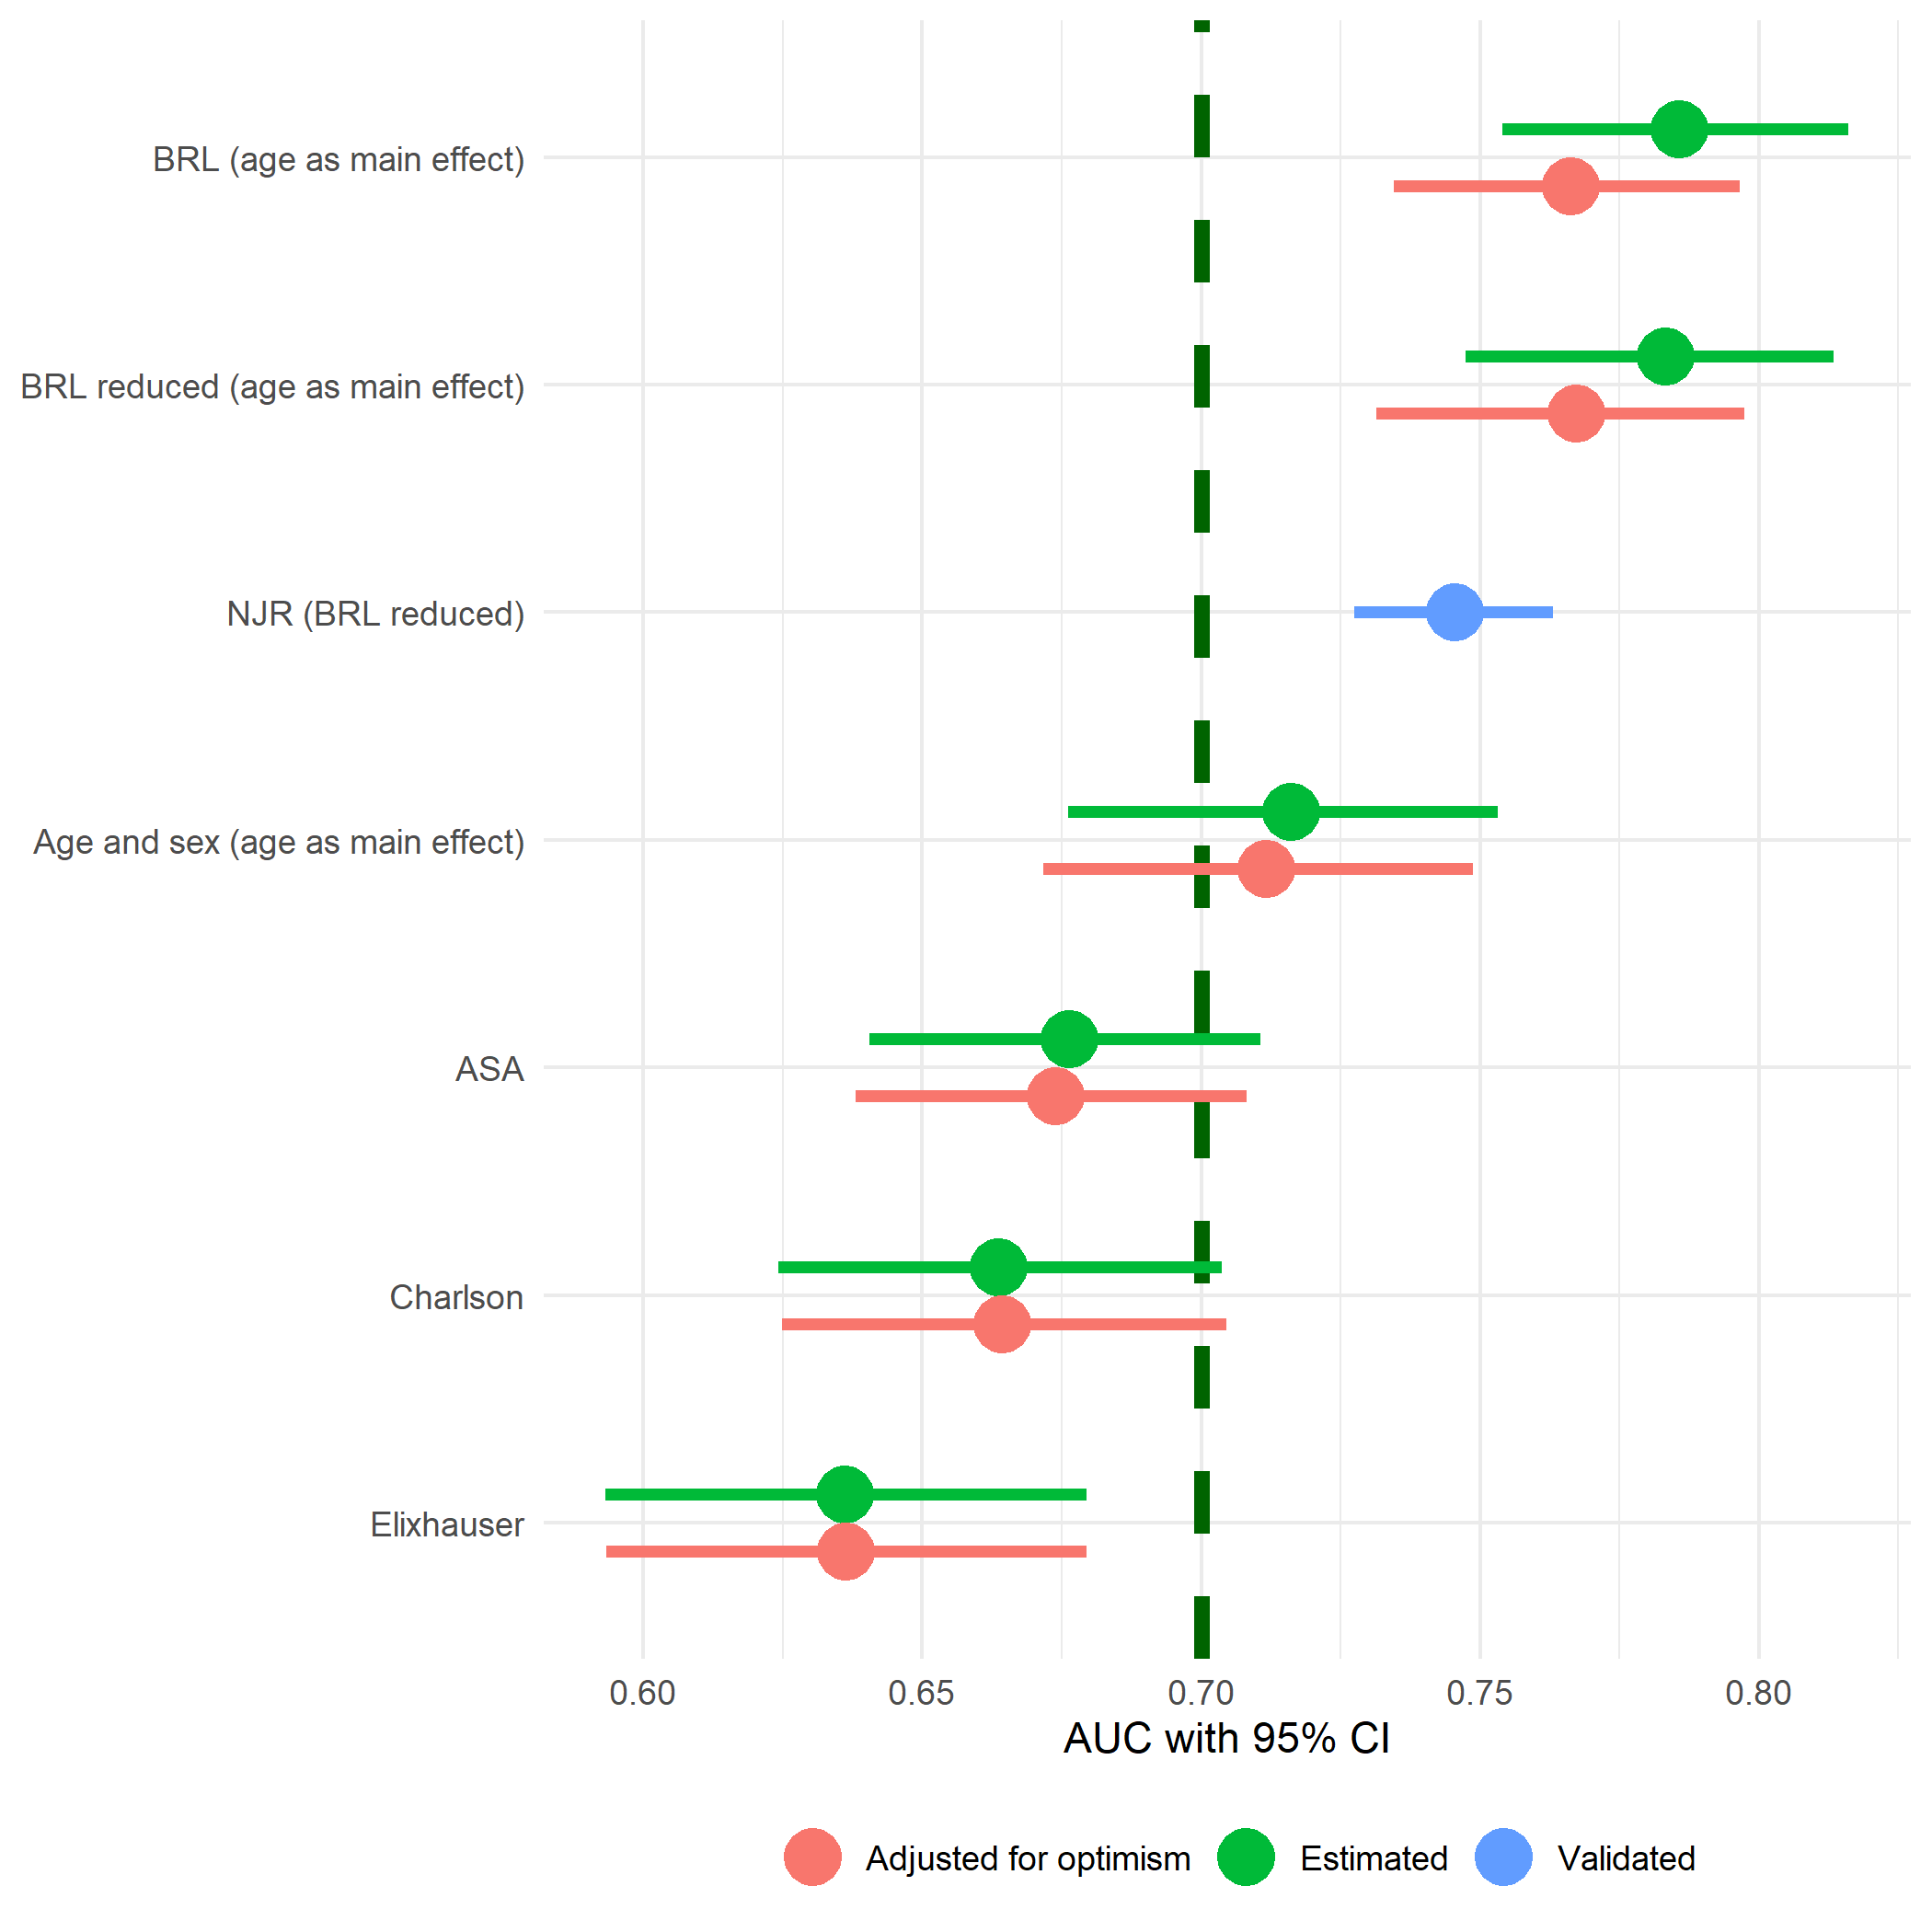 BRL (age as main effect)
BRL reduced (age as main effect)
NJR (BRL reduced)
Age and sex (age as main effect)
ASA
Charlson
Elixhauser
0.60 0.65 0.70 0.75 0.80
AUC with 95% CI
Adjusted for optimism Estimated Validated